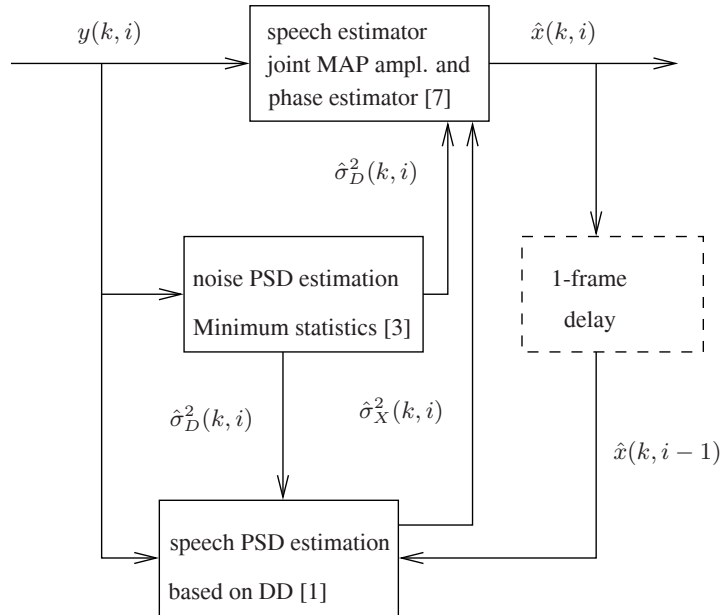 y(k, i)
speech estimator
joint MAP ampl. and
phase estimator [7]
x̂(k, i)
σ̂²_D(k, i)
noise PSD estimation
Minimum statistics [3]
1-frame
delay
σ̂²_D(k, i)
σ̂²_X(k, i)
x̂(k, i − 1)
speech PSD estimation
based on DD [1]